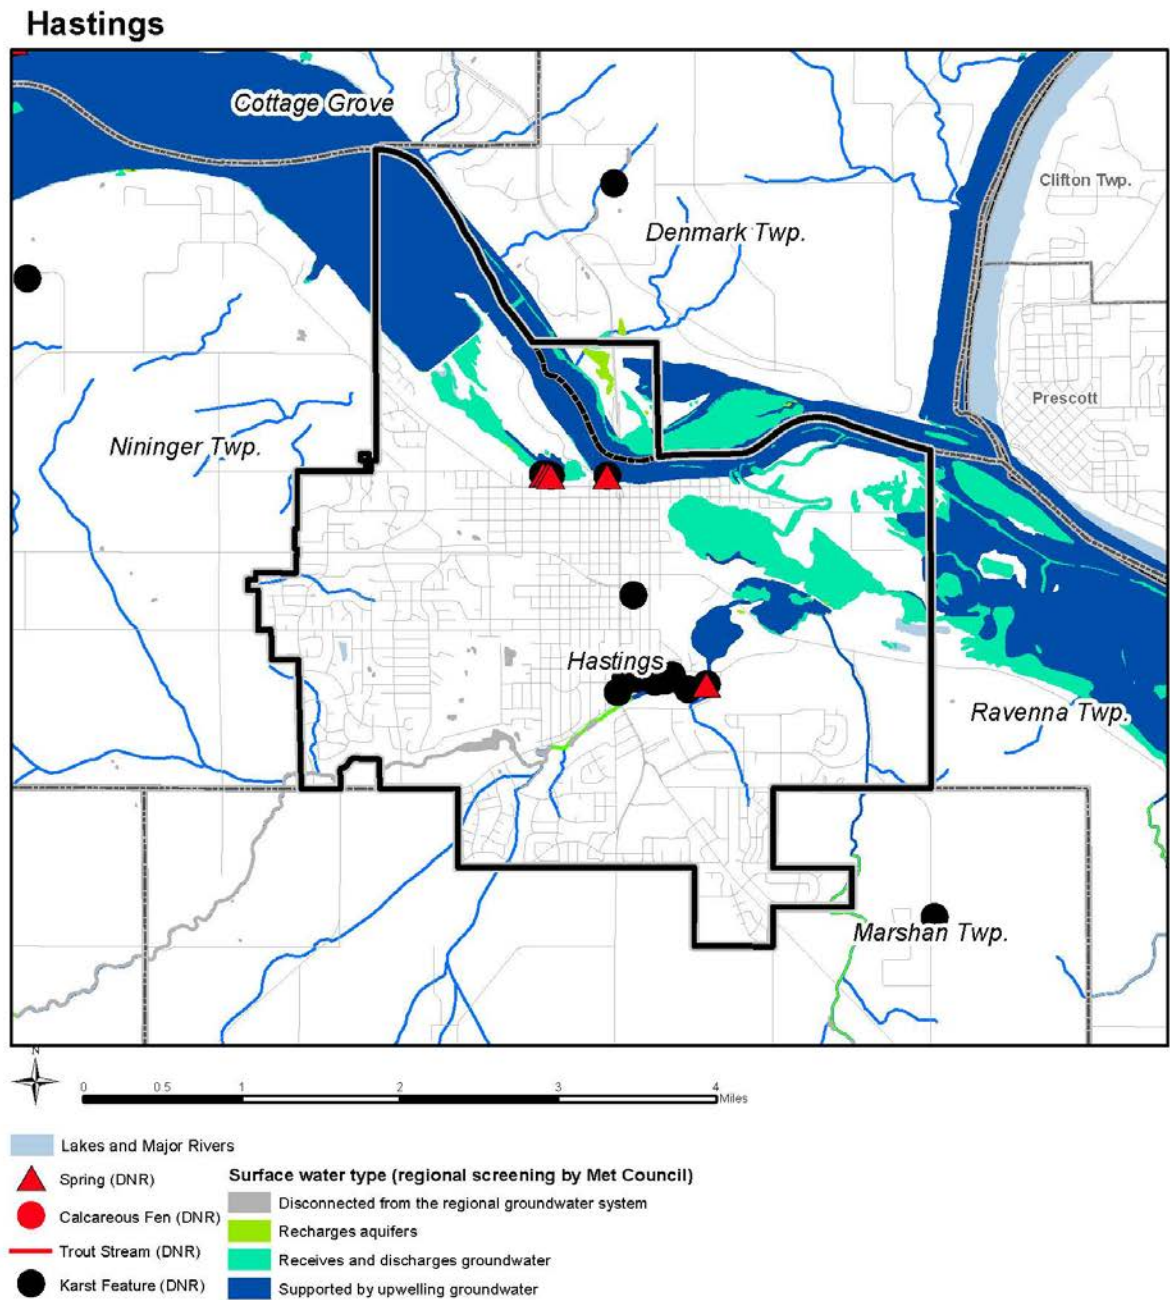 Hastings
Cottage Grove
Clifton Twp.
Denmark Twp.
Prescott
Nininger Twp.
Hastings
Ravenna Twp.
Marshan Twp.
N
0 0.5 1 2 3 4
Miles
Lakes and Major Rivers
Spring (DNR)
Calcareous Fen (DNR)
Trout Stream (DNR)
Karst Feature (DNR)
Surface water type (regional screening by Met Council)
Disconnected from the regional groundwater system
Recharges aquifers
Receives and discharges groundwater
Supported by upwelling groundwater